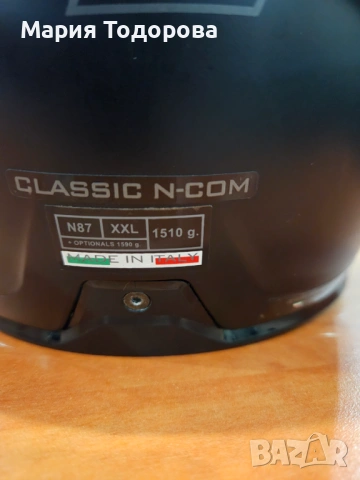 Мария Тодорова
CLASSIC N-COM
N87 XXL 1510 g.
+ OPTIONALS 1590 g.
MADE IN ITALY
BAZAR